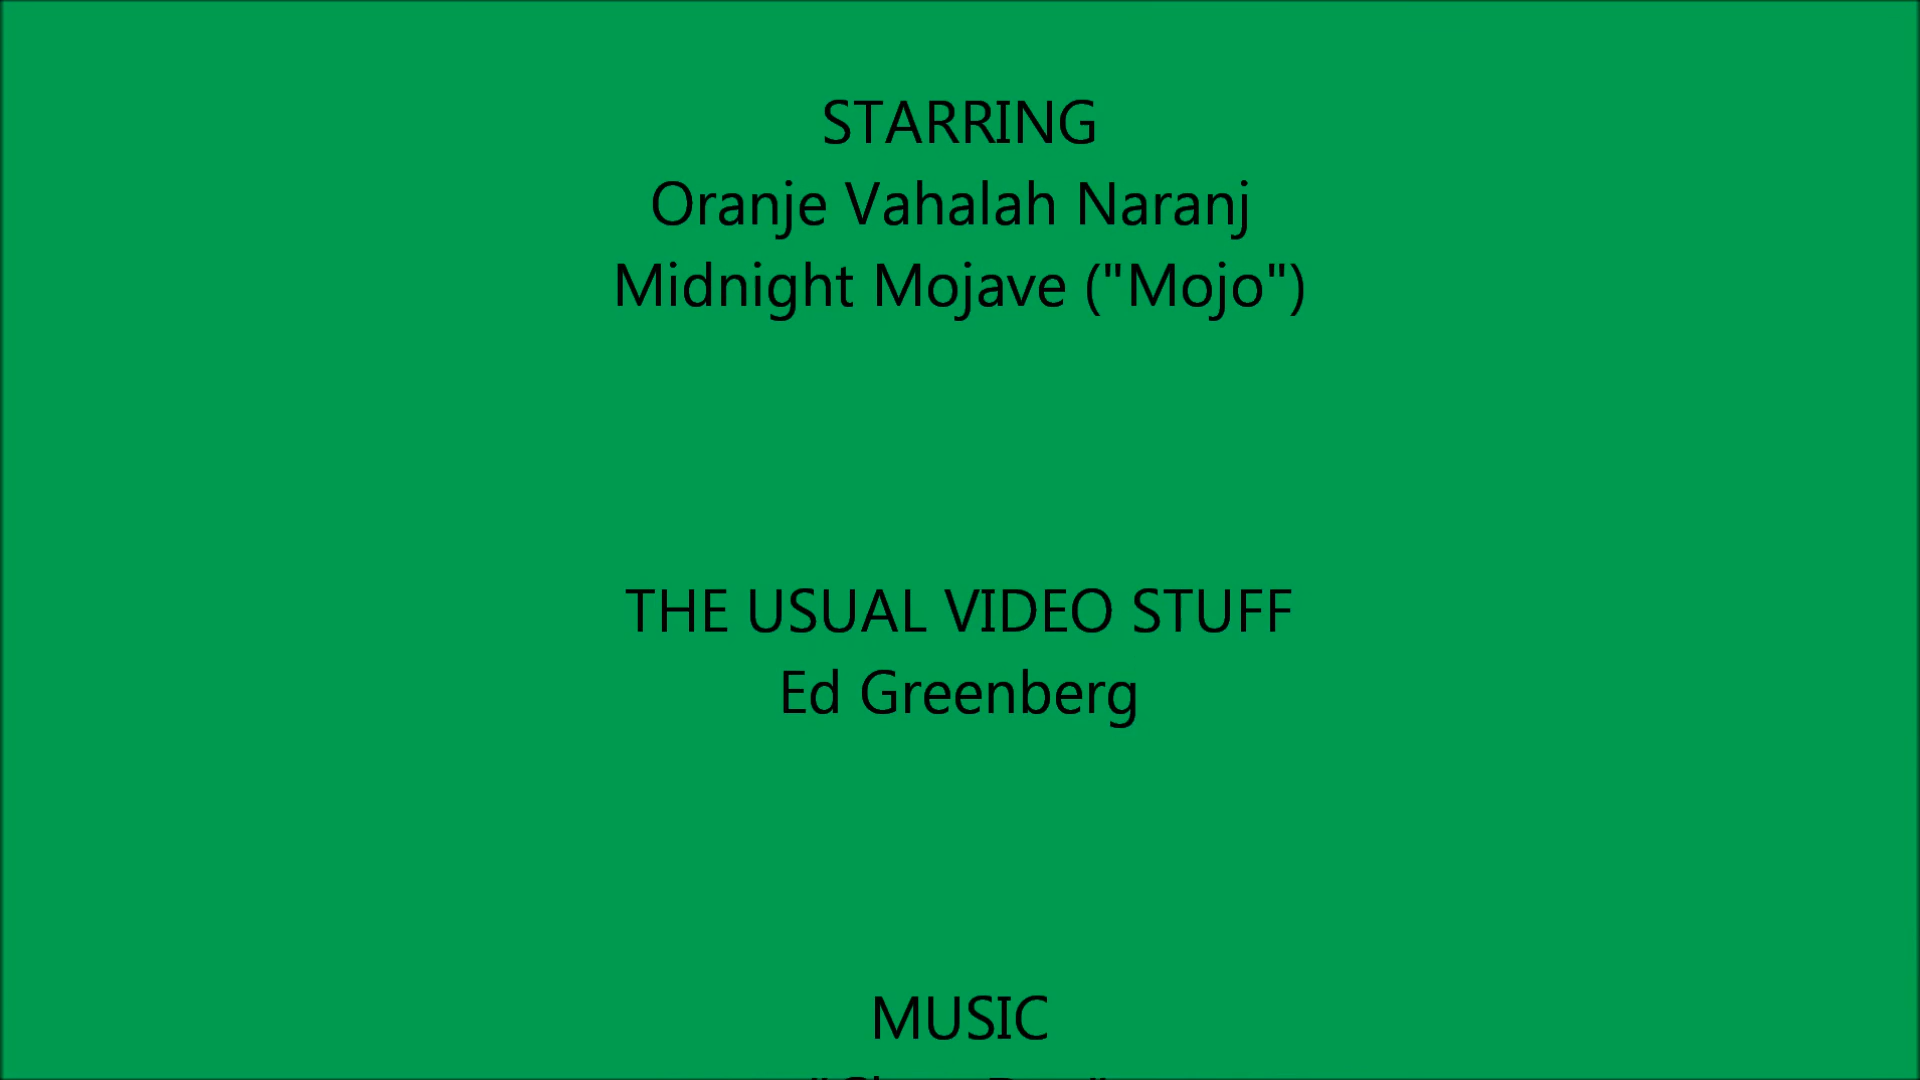 STARRING
Oranje Vahalah Naranj
Midnight Mojave ("Mojo")
THE USUAL VIDEO STUFF
Ed Greenberg
MUSIC